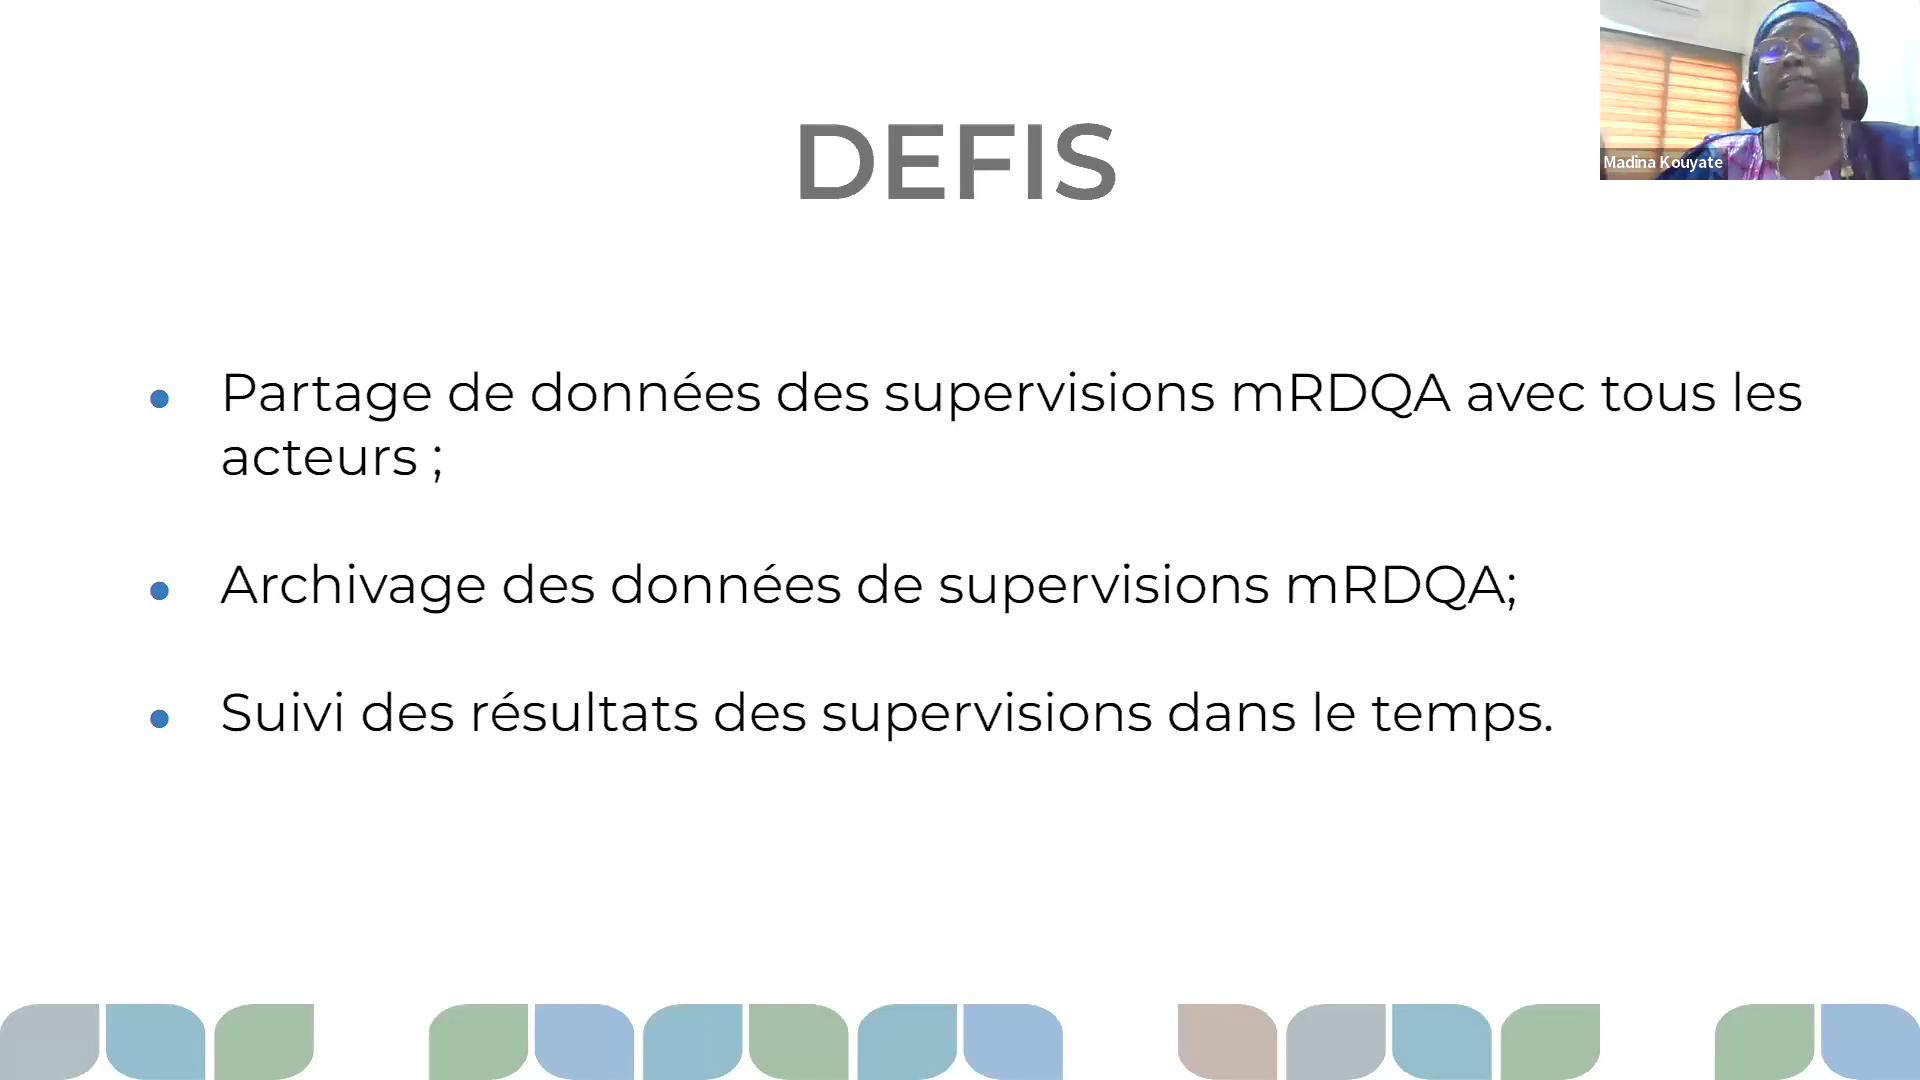 DEFIS
Madina Kouyate
• Partage de données des supervisions mRDQA avec tous les
acteurs ;
• Archivage des données de supervisions mRDQA;
• Suivi des résultats des supervisions dans le temps.